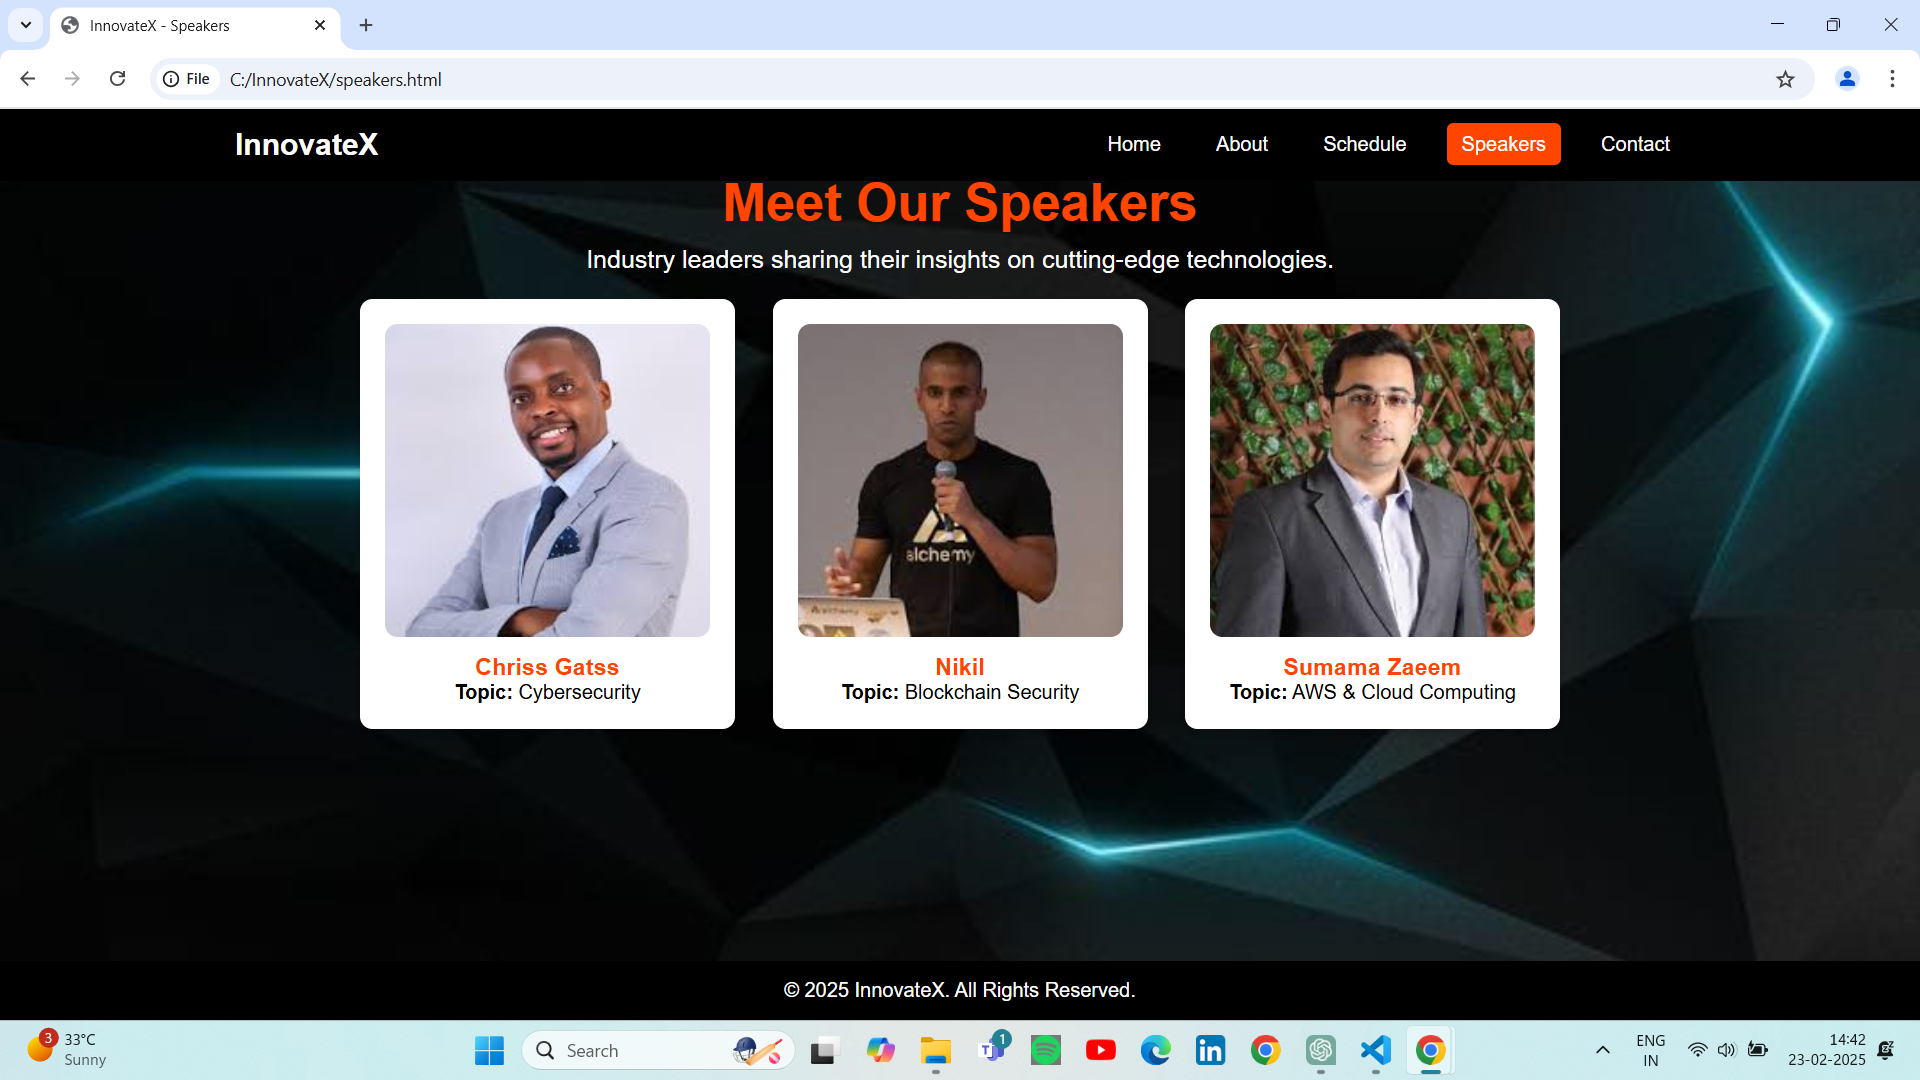 InnovateX - Speakers
File
C:/InnovateX/speakers.html
InnovateX
Home
About
Schedule
Speakers
Contact
Meet Our Speakers
Industry leaders sharing their insights on cutting-edge technologies.
alchemy
alchemy
Chriss Gatss
Topic: Cybersecurity
Nikil
Topic: Blockchain Security
Sumama Zaeem
Topic: AWS & Cloud Computing
© 2025 InnovateX. All Rights Reserved.
3
33°C
Sunny
Search
1
ENG
IN
14:42
23-02-2025